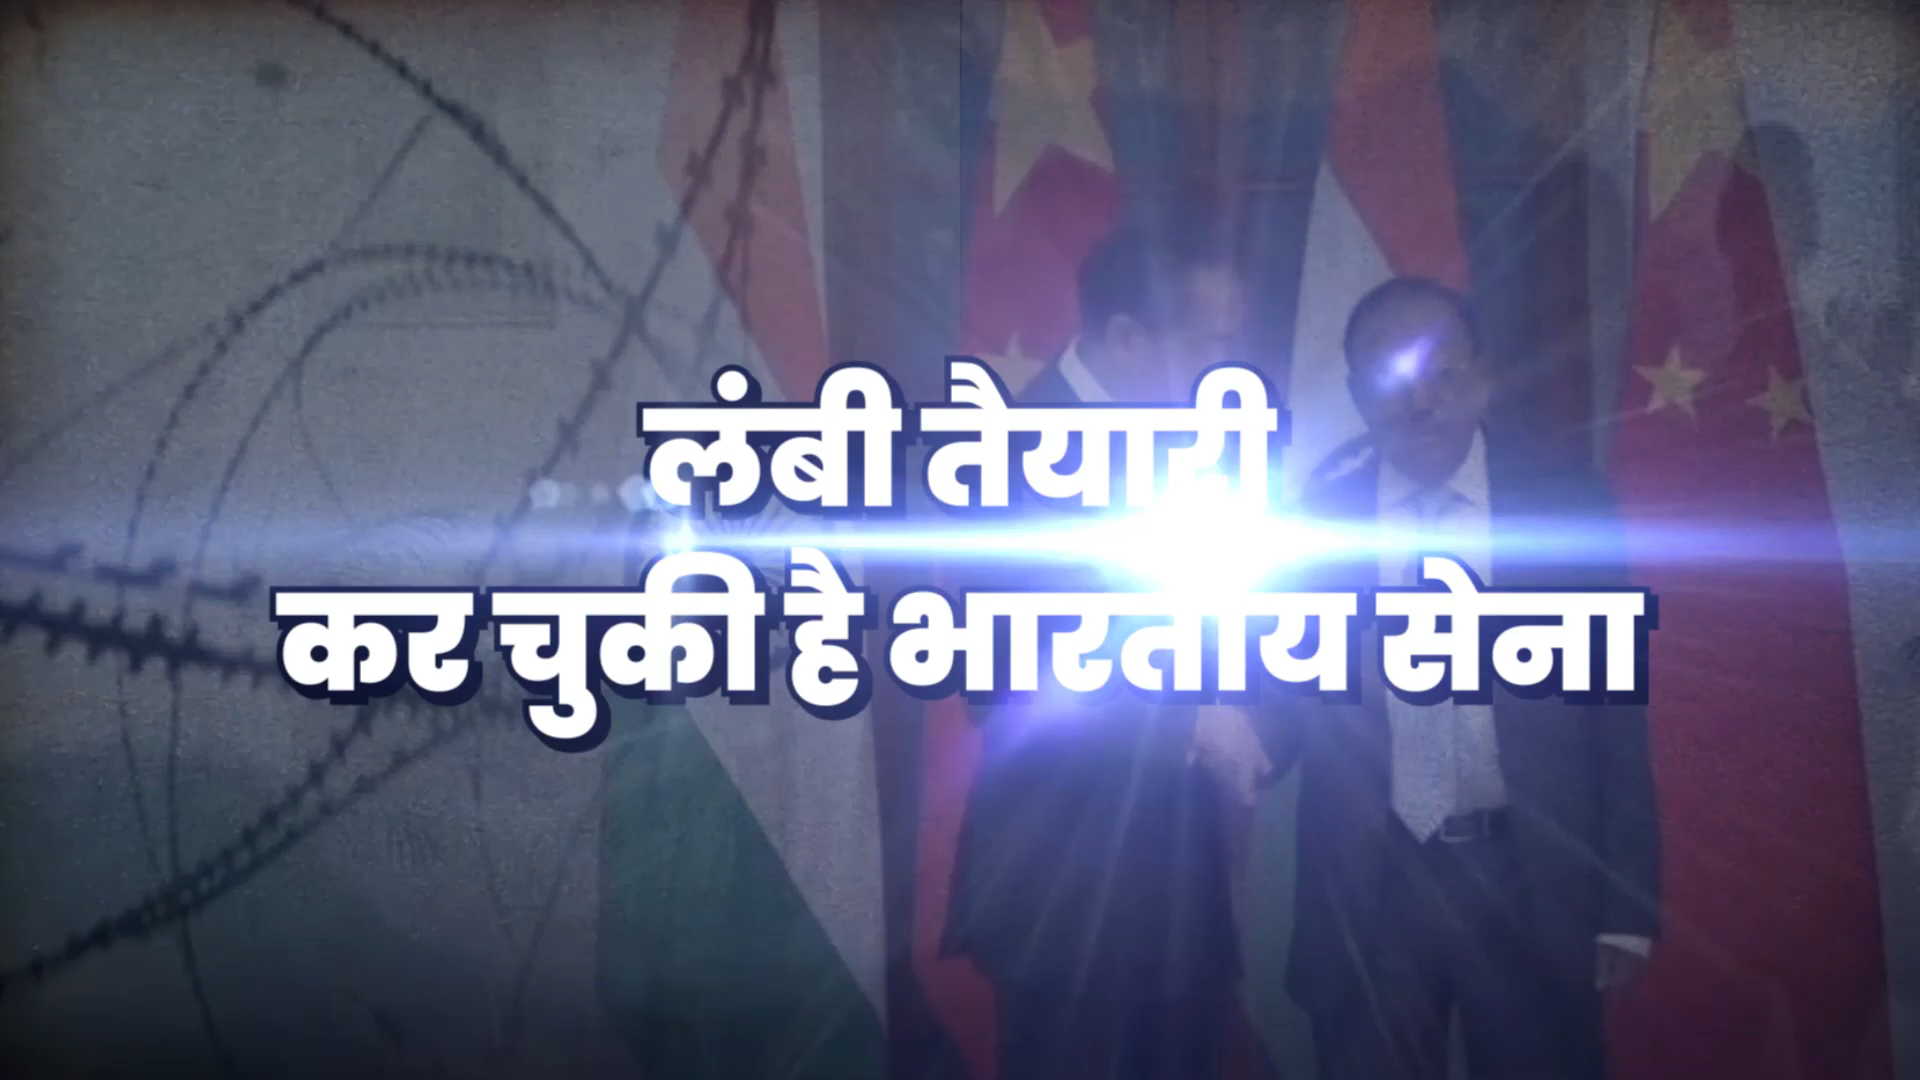 लंबी तैयारी
कर चुकी है भारतीय सेना